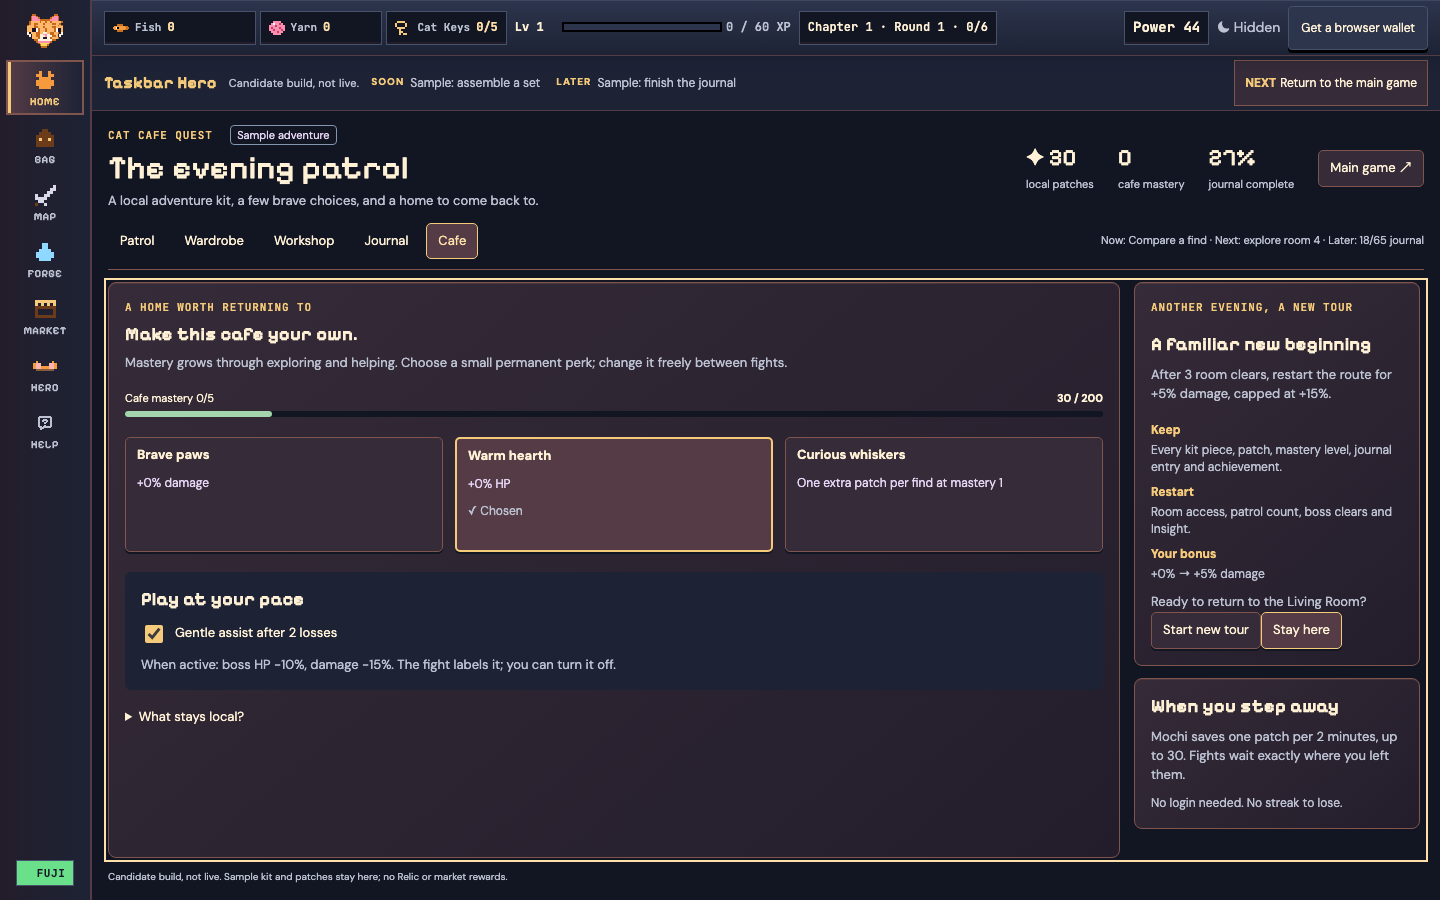 Fish 0
Yarn 0
Cat Keys 0/5
Lv 1
0 / 60 XP
Chapter 1 · Round 1 · 0/6
Power 44
Hidden
Get a browser wallet
HOME
BAG
MAP
FORGE
MARKET
HERO
HELP
FUJI
Taskbar Hero
Candidate build, not live.
SOON Sample: assemble a set
LATER Sample: finish the journal
NEXT Return to the main game
CAT CAFE QUEST
Sample adventure
The evening patrol
A local adventure kit, a few brave choices, and a home to come back to.
30
local patches
0
cafe mastery
27%
journal complete
Main game ↗
Patrol
Wardrobe
Workshop
Journal
Cafe
Now: Compare a find · Next: explore room 4 · Later: 18/65 journal
A HOME WORTH RETURNING TO
Make this cafe your own.
Mastery grows through exploring and helping. Choose a small permanent perk; change it freely between fights.
Cafe mastery 0/5
30 / 200
Brave paws
+0% damage
Warm hearth
+0% HP
✓ Chosen
Curious whiskers
One extra patch per find at mastery 1
Play at your pace
Gentle assist after 2 losses
When active: boss HP -10%, damage -15%. The fight labels it; you can turn it off.
What stays local?
ANOTHER EVENING, A NEW TOUR
A familiar new beginning
After 3 room clears, restart the route for
+5% damage, capped at +15%.
Keep
Every kit piece, patch, mastery level, journal
entry and achievement.
Restart
Room access, patrol count, boss clears and
Insight.
Your bonus
+0% → +5% damage
Ready to return to the Living Room?
Start new tour
Stay here
When you step away
Mochi saves one patch per 2 minutes, up
to 30. Fights wait exactly where you left
them.
No login needed. No streak to lose.
Candidate build, not live. Sample kit and patches stay here; no Relic or market rewards.